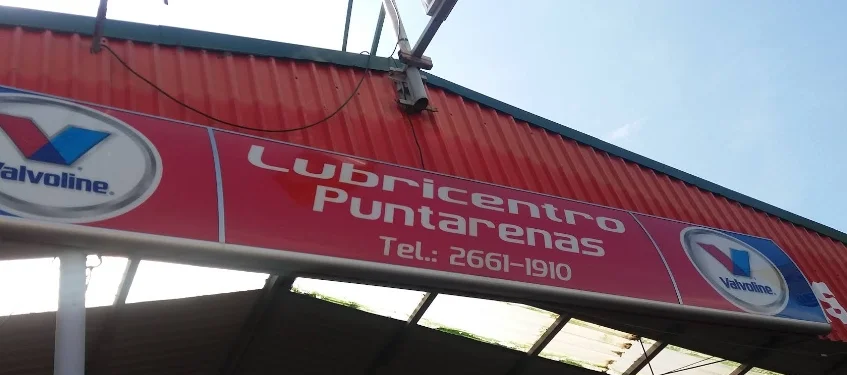 Valvoline
Lubricentro
Puntarenas
Tel.: 2661-1910
Valvoline